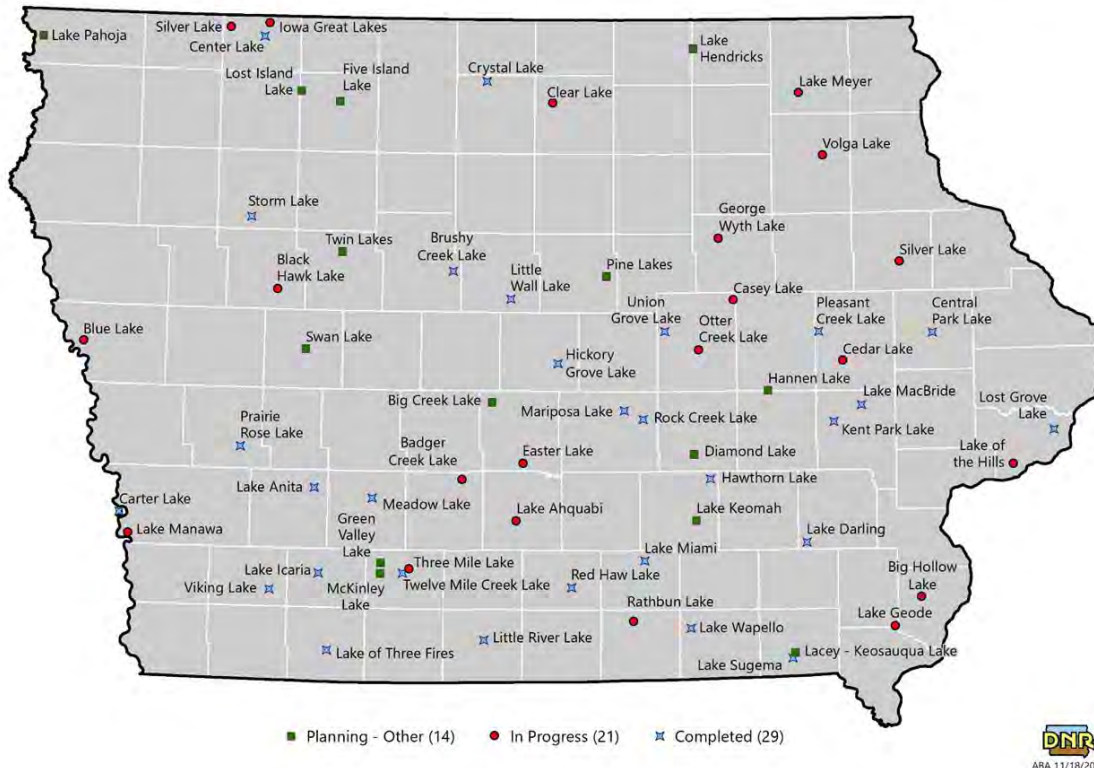 Silver Lake
Iowa Great Lakes
Center Lake
Lake Pahoja
Lost Island
Lake
Five Island
Lake
Crystal Lake
Clear Lake
Lake
Hendricks
Lake Meyer
Volga Lake
Storm Lake
Twin Lakes
Black
Hawk Lake
Brushy
Creek Lake
Little
Wall Lake
Pine Lakes
George
Wyth Lake
Silver Lake
Casey Lake
Union
Grove Lake
Otter
Creek Lake
Pleasant
Creek Lake
Central
Park Lake
Blue Lake
Swan Lake
Hickory
Grove Lake
Cedar Lake
Hannen Lake
Big Creek Lake
Mariposa Lake
Rock Creek Lake
Lake MacBride
Kent Park Lake
Lost Grove
Lake
Prairie
Rose Lake
Badger
Creek Lake
Easter Lake
Diamond Lake
Lake of
the Hills
Lake Anita
Meadow Lake
Hawthorn Lake
Carter Lake
Lake Manawa
Lake Ahquabi
Lake Keomah
Lake Darling
Green
Valley
Lake
Three Mile Lake
Lake Miami
Lake Icaria
Viking Lake
McKinley
Lake
Twelve Mile Creek Lake
Red Haw Lake
Big Hollow
Lake
Rathbun Lake
Lake Geode
Lake Wapello
Little River Lake
Lake of Three Fires
Lacey - Keosauqua Lake
Lake Sugema
Planning - Other (14)
In Progress (21)
Completed (29)
DNR